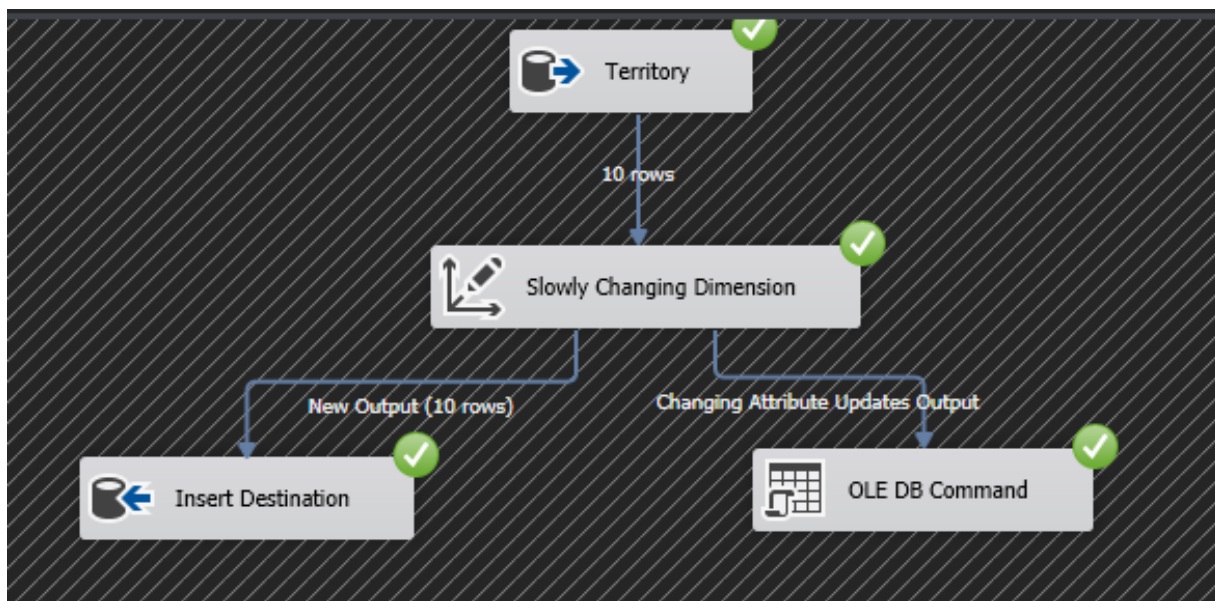 Territory
10 rows
Slowly Changing Dimension
New Output (10 rows)
Changing Attribute Updates Output
Insert Destination
OLE DB Command